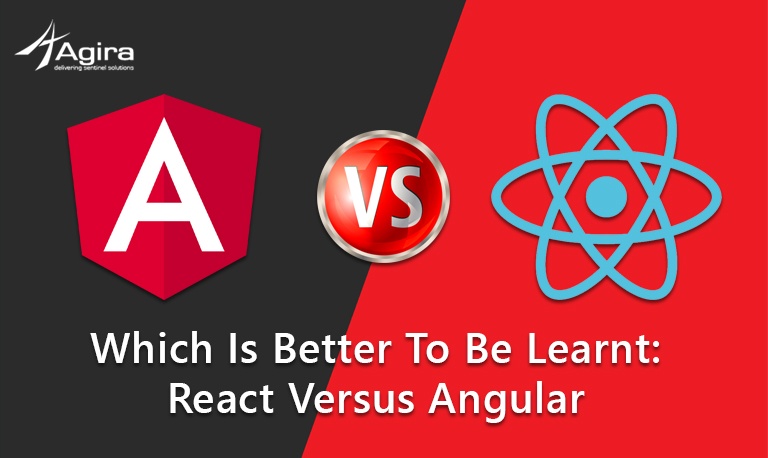 Agira
delivering sentinel solutions
A
VS
Which Is Better To Be Learnt:
React Versus Angular